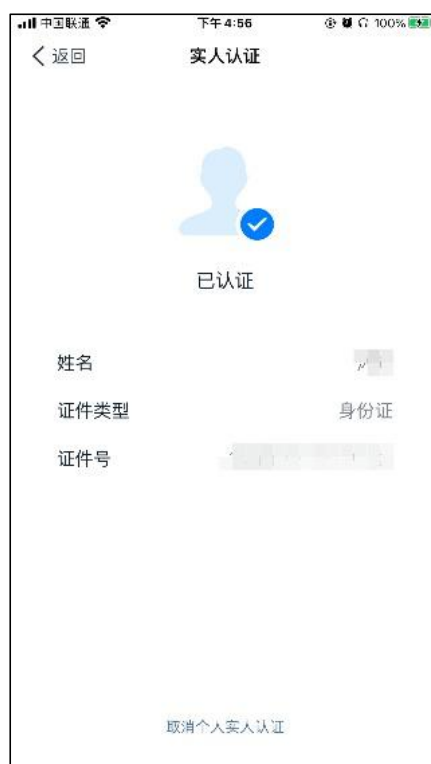 中国联通 下午4:56 100%
返回 实人认证
已认证
姓名
证件类型 身份证
证件号
取消个人实人认证